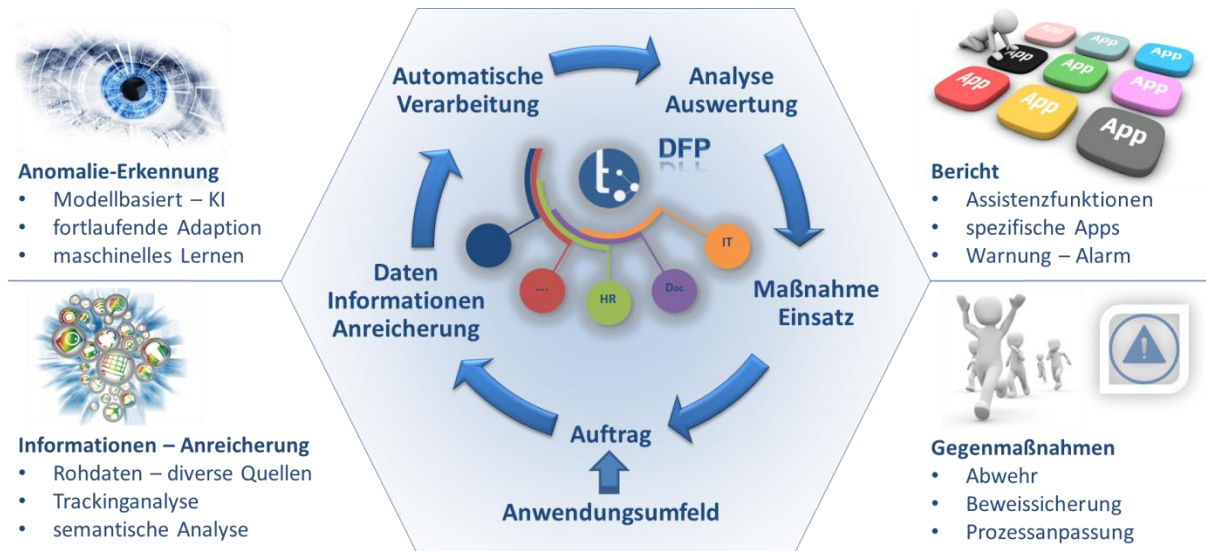 Anomalie-Erkennung
• Modellbasiert – KI
• fortlaufende Adaption
• maschinelles Lernen
Informationen – Anreicherung
• Rohdaten – diverse Quellen
• Trackinganalyse
• semantische Analyse
Automatische
Verarbeitung
Analyse
Auswertung
DFP
t
IT
....
HR
Doc
Daten
Informationen
Anreicherung
Maßnahme
Einsatz
Auftrag
Anwendungsumfeld
App
App
App
App
App
App
App
App
App
Bericht
• Assistenzfunktionen
• spezifische Apps
• Warnung – Alarm
Gegenmaßnahmen
• Abwehr
• Beweissicherung
• Prozessanpassung